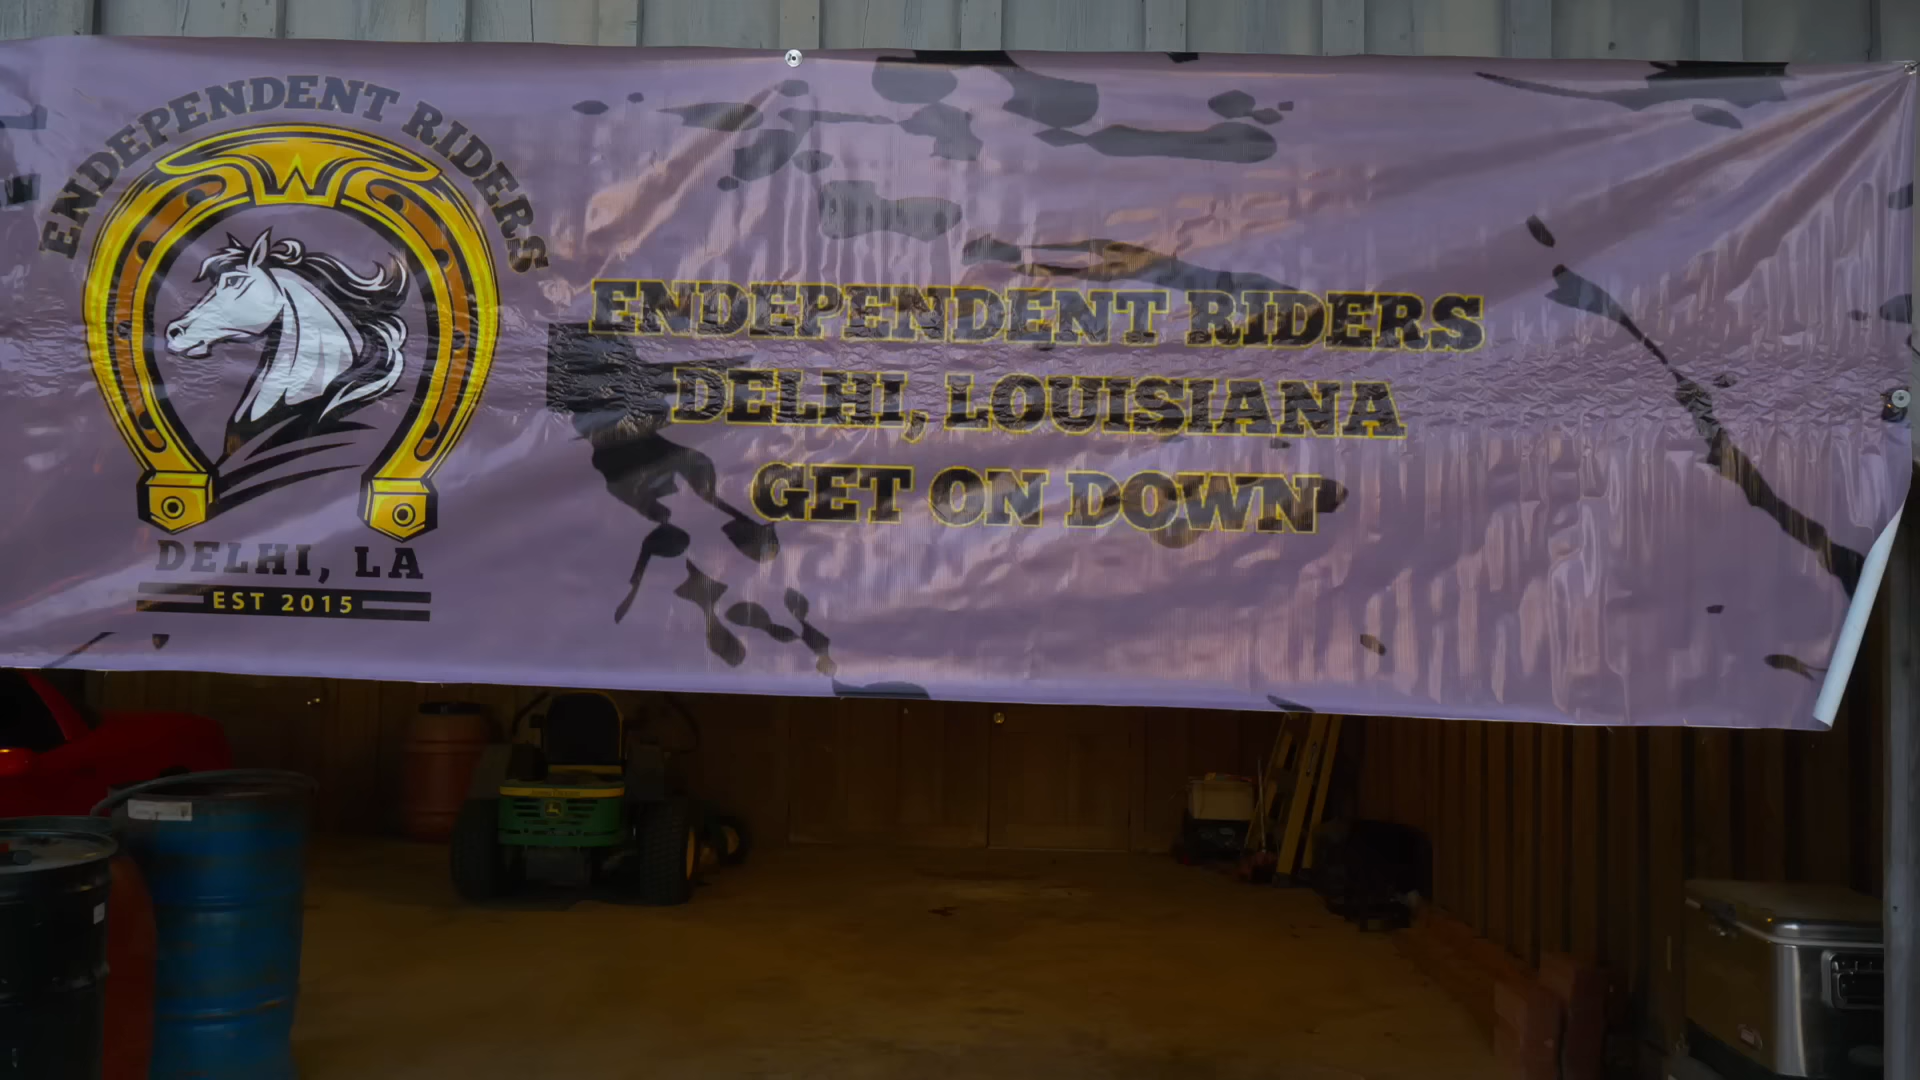 ENDEPENDENT RIDERS
DELHI, LA
EST 2015
ENDEPENDENT RIDERS
DELHI, LOUISIANA
GET ON DOWN